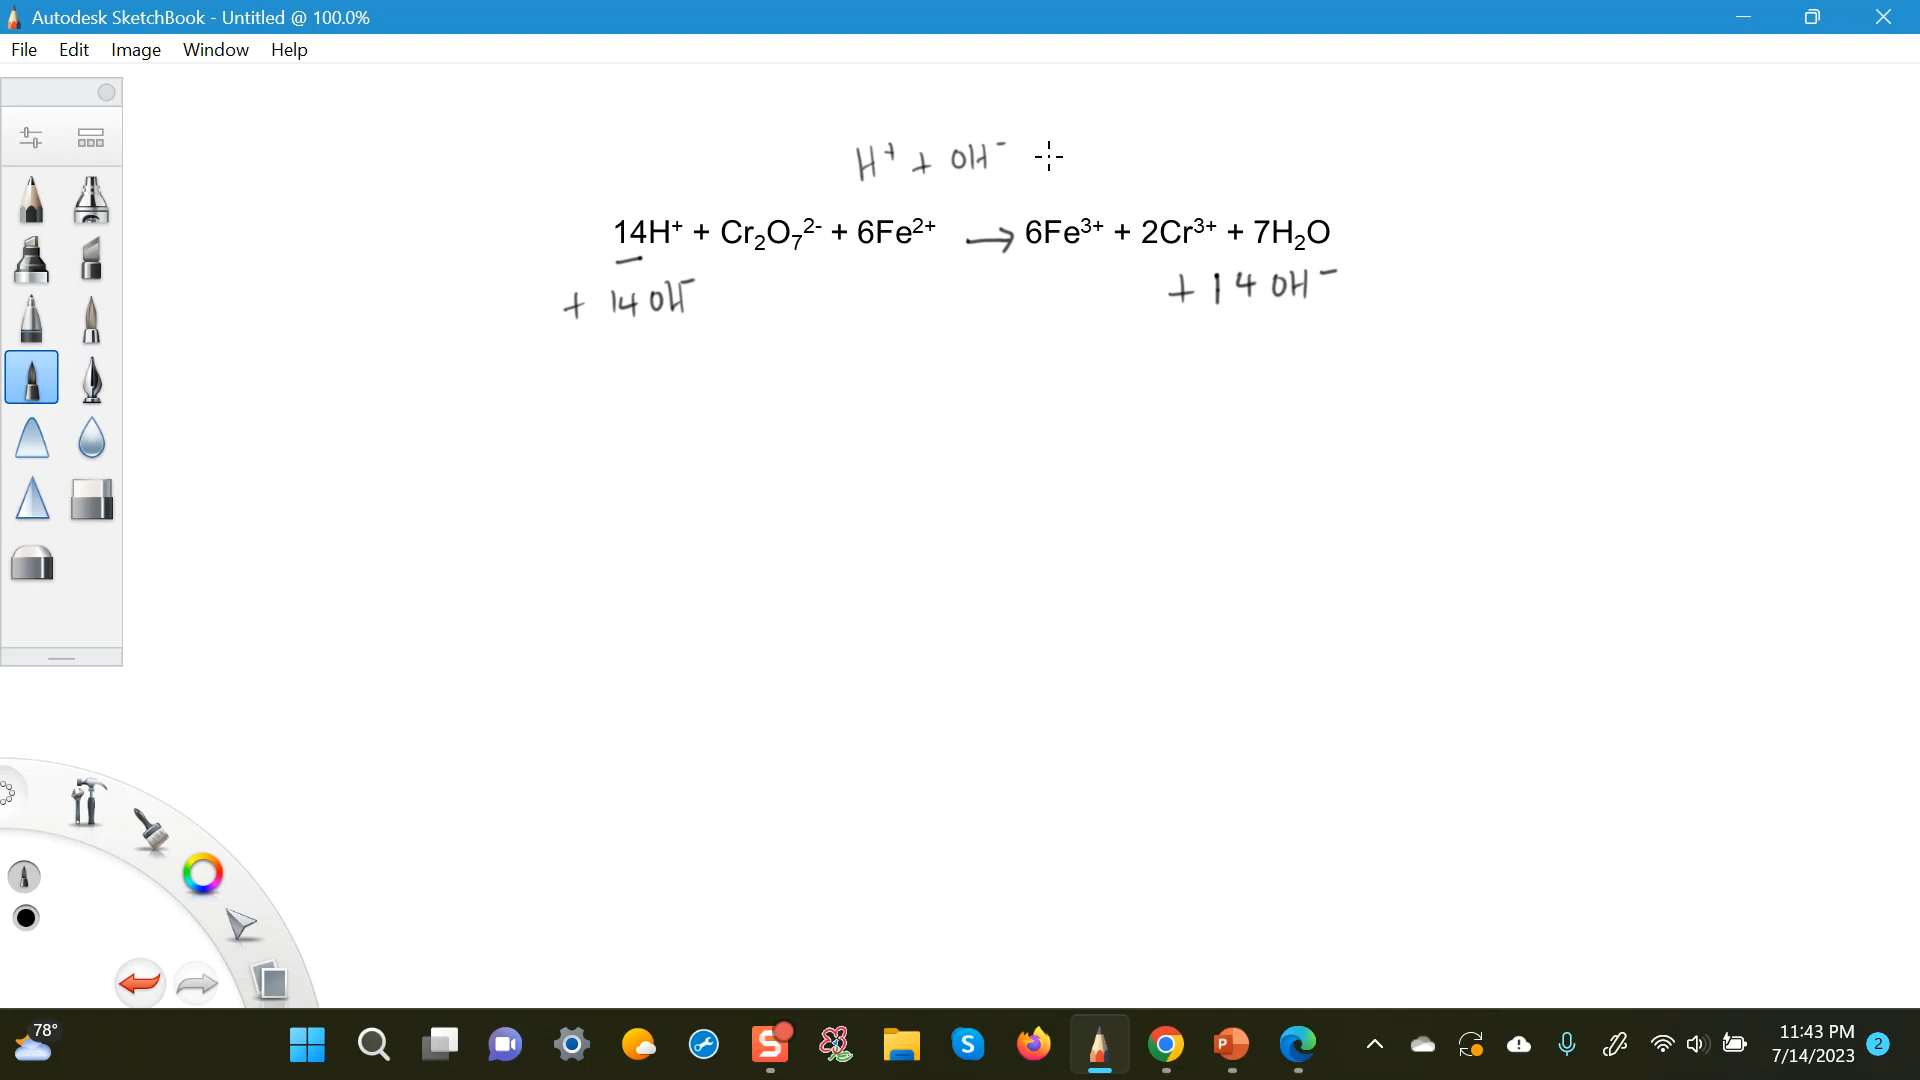 Autodesk SketchBook - Untitled @ 100.0%
File Edit Image Window Help
H⁺ + OH⁻
14H⁺ + Cr₂O₇²⁻ + 6Fe²⁺ → 6Fe³⁺ + 2Cr³⁺ + 7H₂O
+ 14 OH⁻ + 14 OH⁻
78°
S
P
S
11:43 PM
7/14/2023
2